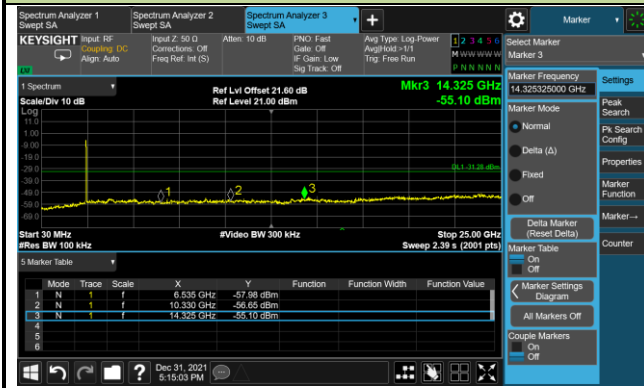 Spectrum Analyzer 1
Swept SA
Spectrum Analyzer 2
Swept SA
Spectrum Analyzer 3
Swept SA
+
Marker
KEYSIGHT
Input: RF
Coupling: DC
Align: Auto
Input Z: 50 Ω
Corrections: Off
Freq Ref: Int (S)
Atten: 10 dB
PNO: Fast
Gate: Off
IF Gain: Low
Sig Track: Off
Avg Type: Log-Power
Avg|Hold:>1/1
Trig: Free Run
1 2 3 4 5 6
M W W W W W
P N N N N N
Select Marker
Marker 3
1 Spectrum
Scale/Div 10 dB
Log
Ref Lvl Offset 21.60 dB
Ref Level 21.00 dBm
Mkr3 14.325 GHz
-55.10 dBm
11.0
1.00
-9.00
-19.0
-29.0
-39.0
-49.0
-59.0
-69.0
DL1 -31.28 dBm
1
2
3
Start 30 MHz
#Res BW 100 kHz
#Video BW 300 kHz
Stop 25.00 GHz
Sweep 2.39 s (2001 pts)
5 Marker Table
Mode Trace Scale X Y Function Function Width Function Value
1 N 1 f 6.535 GHz -57.98 dBm
2 N 1 f 10.330 GHz -56.65 dBm
3 N 1 f 14.325 GHz -55.10 dBm
4
5
6
Marker Frequency
14.325325000 GHz
Marker Mode
Normal
Delta (Δ)
Fixed
Off
Delta Marker
(Reset Delta)
Marker Table
On
Off
Marker Settings
Diagram
All Markers Off
Couple Markers
On
Off
Settings
Peak
Search
Pk Search
Config
Properties
Marker
Function
Marker→
Counter
?
Dec 31, 2021
5:15:03 PM